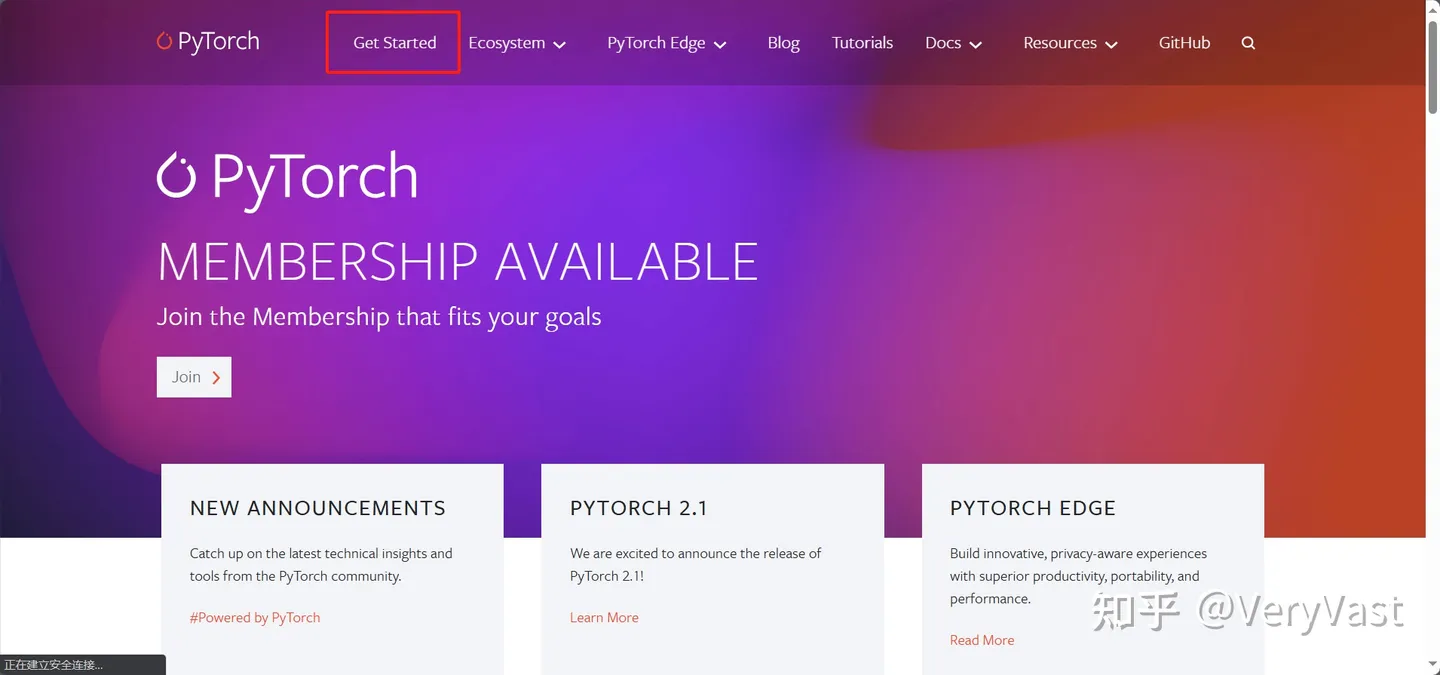 PyTorch Get Started Ecosystem PyTorch Edge Blog Tutorials Docs Resources GitHub
PyTorch
MEMBERSHIP AVAILABLE
Join the Membership that fits your goals
Join
NEW ANNOUNCEMENTS
Catch up on the latest technical insights and
tools from the PyTorch community.
#Powered by PyTorch
PYTORCH 2.1
We are excited to announce the release of
PyTorch 2.1!
Learn More
PYTORCH EDGE
Build innovative, privacy-aware experiences
with superior productivity, portability, and
performance.
Read More
知乎 @VeryVast
正在建立安全连接...